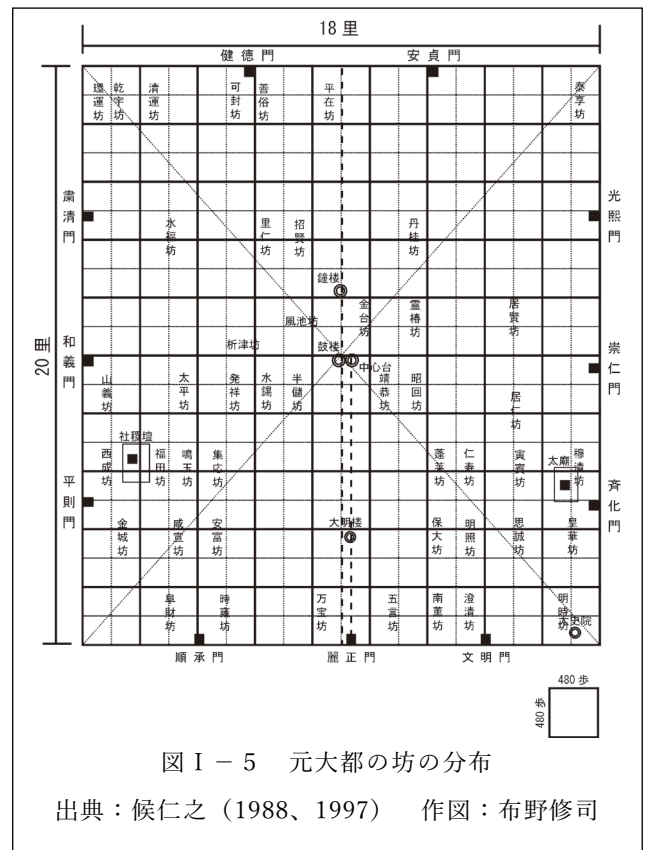 18 里
健 德 門
安 貞 門
環運坊
乾宇坊
清運坊
可封坊
善俗坊
平在坊
泰享坊
粛清門
光熙門
水福坊
里仁坊
招賢坊
丹桂坊
鐘楼
金台坊
霊椿坊
居賢坊
風池坊
析津坊
鼓楼
中心台
20 里
和義門
崇仁門
山義坊
太平坊
発祥坊
水錫坊
半儲坊
靖恭坊
昭回坊
居仁坊
社稷壇
西成坊
福田坊
鳴玉坊
集応坊
蓬莱坊
仁寿坊
寅賓坊
太廟
穆清坊
平則門
斉化門
金城坊
咸宜坊
安富坊
大明楼
保大坊
明照坊
思誠坊
皇華坊
阜財坊
時雍坊
万宝坊
五言坊
南薫坊
澄清坊
明時坊
太史院
順 承 門
麗 正 門
文 明 門
480 歩
480 歩
図Ⅰ－5 元大都の坊の分布
出典：候仁之（1988、1997） 作図：布野修司